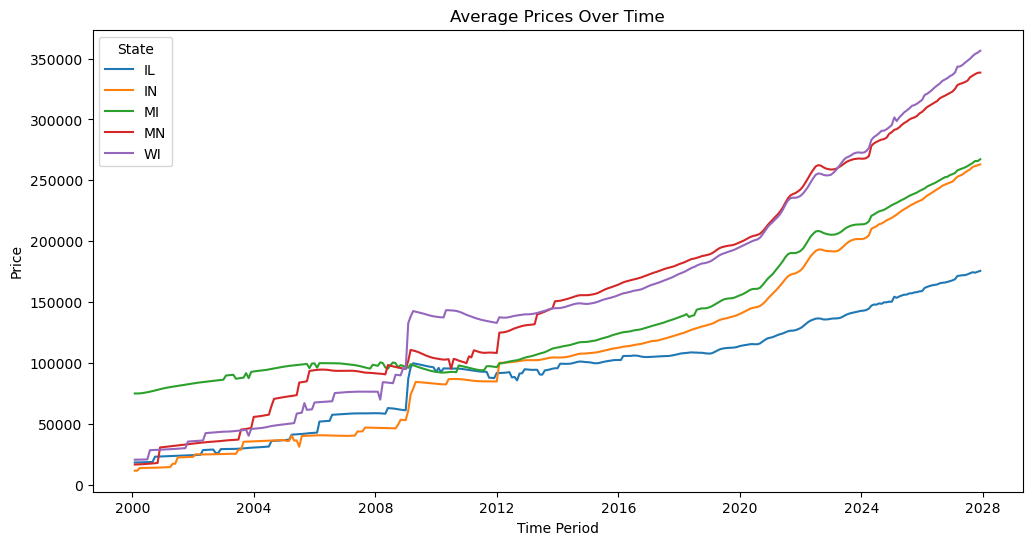 Average Prices Over Time
State
IL
IN
MI
MN
WI
Price
350000
300000
250000
200000
150000
100000
50000
0
2000 2004 2008 2012 2016 2020 2024 2028
Time Period